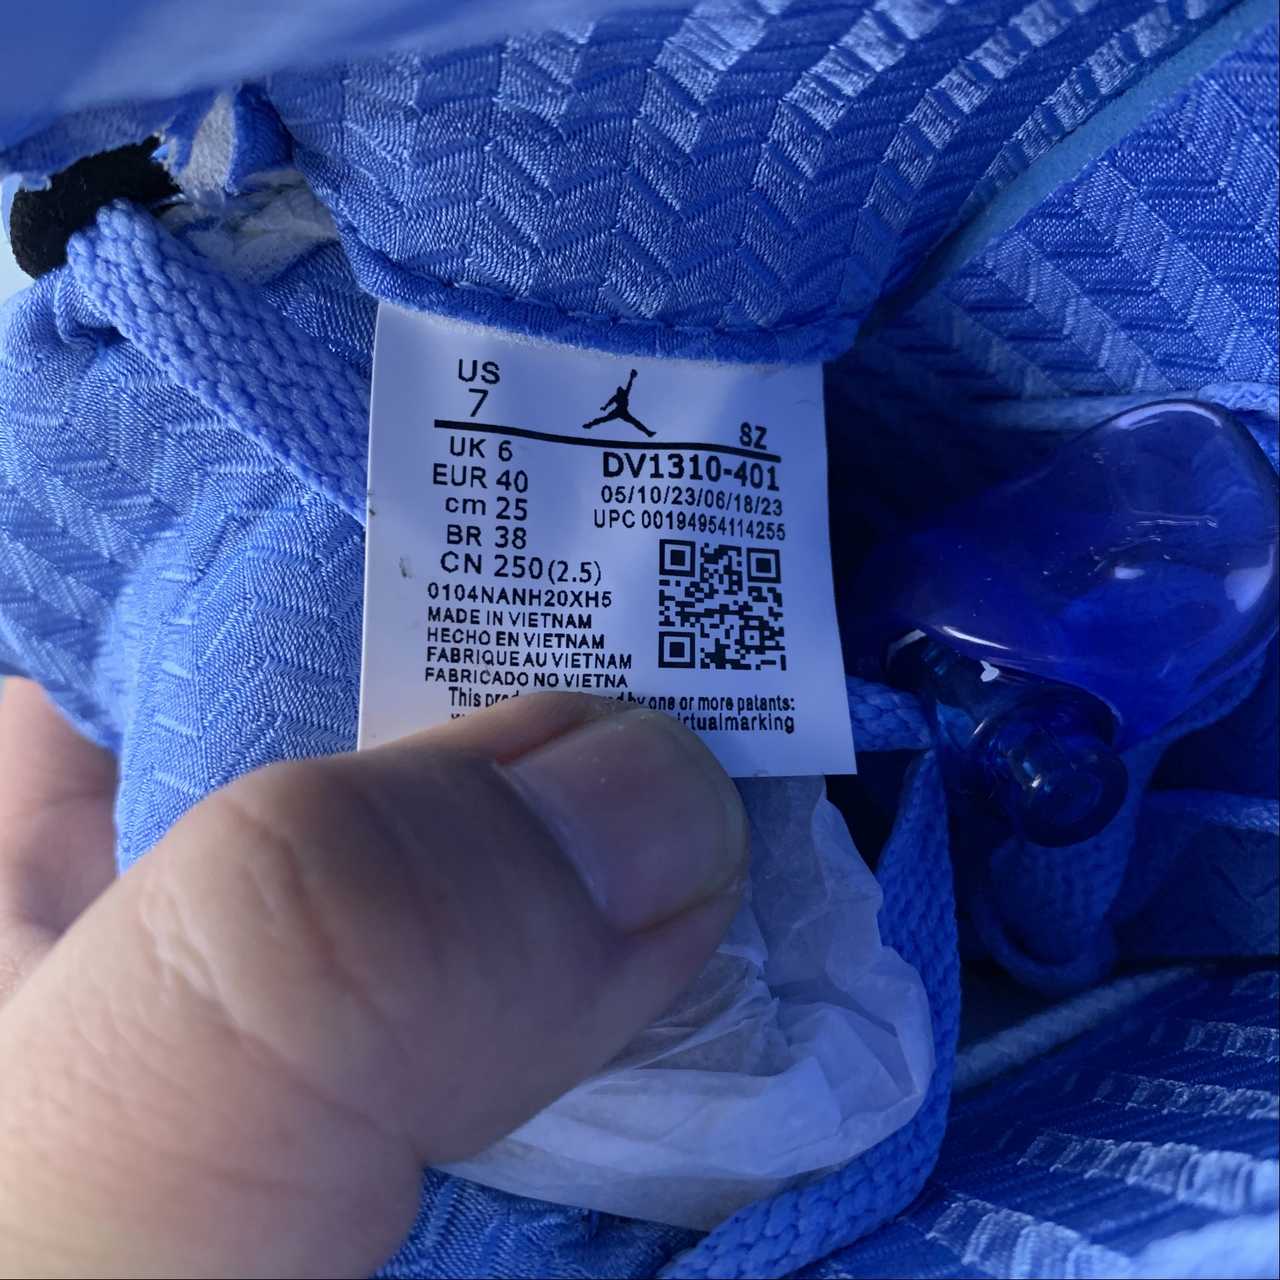 US
7
SZ
UK 6
EUR 40
cm 25
BR 38
CN 250(2.5)
DV1310-401
05/10/23/06/18/23
UPC 00194954114255
0104NANH20XH5
MADE IN VIETNAM
HECHO EN VIETNAM
FABRIQUE AU VIETNAM
FABRICADO NO VIETNA
This by one or more patents:
irtualmarking